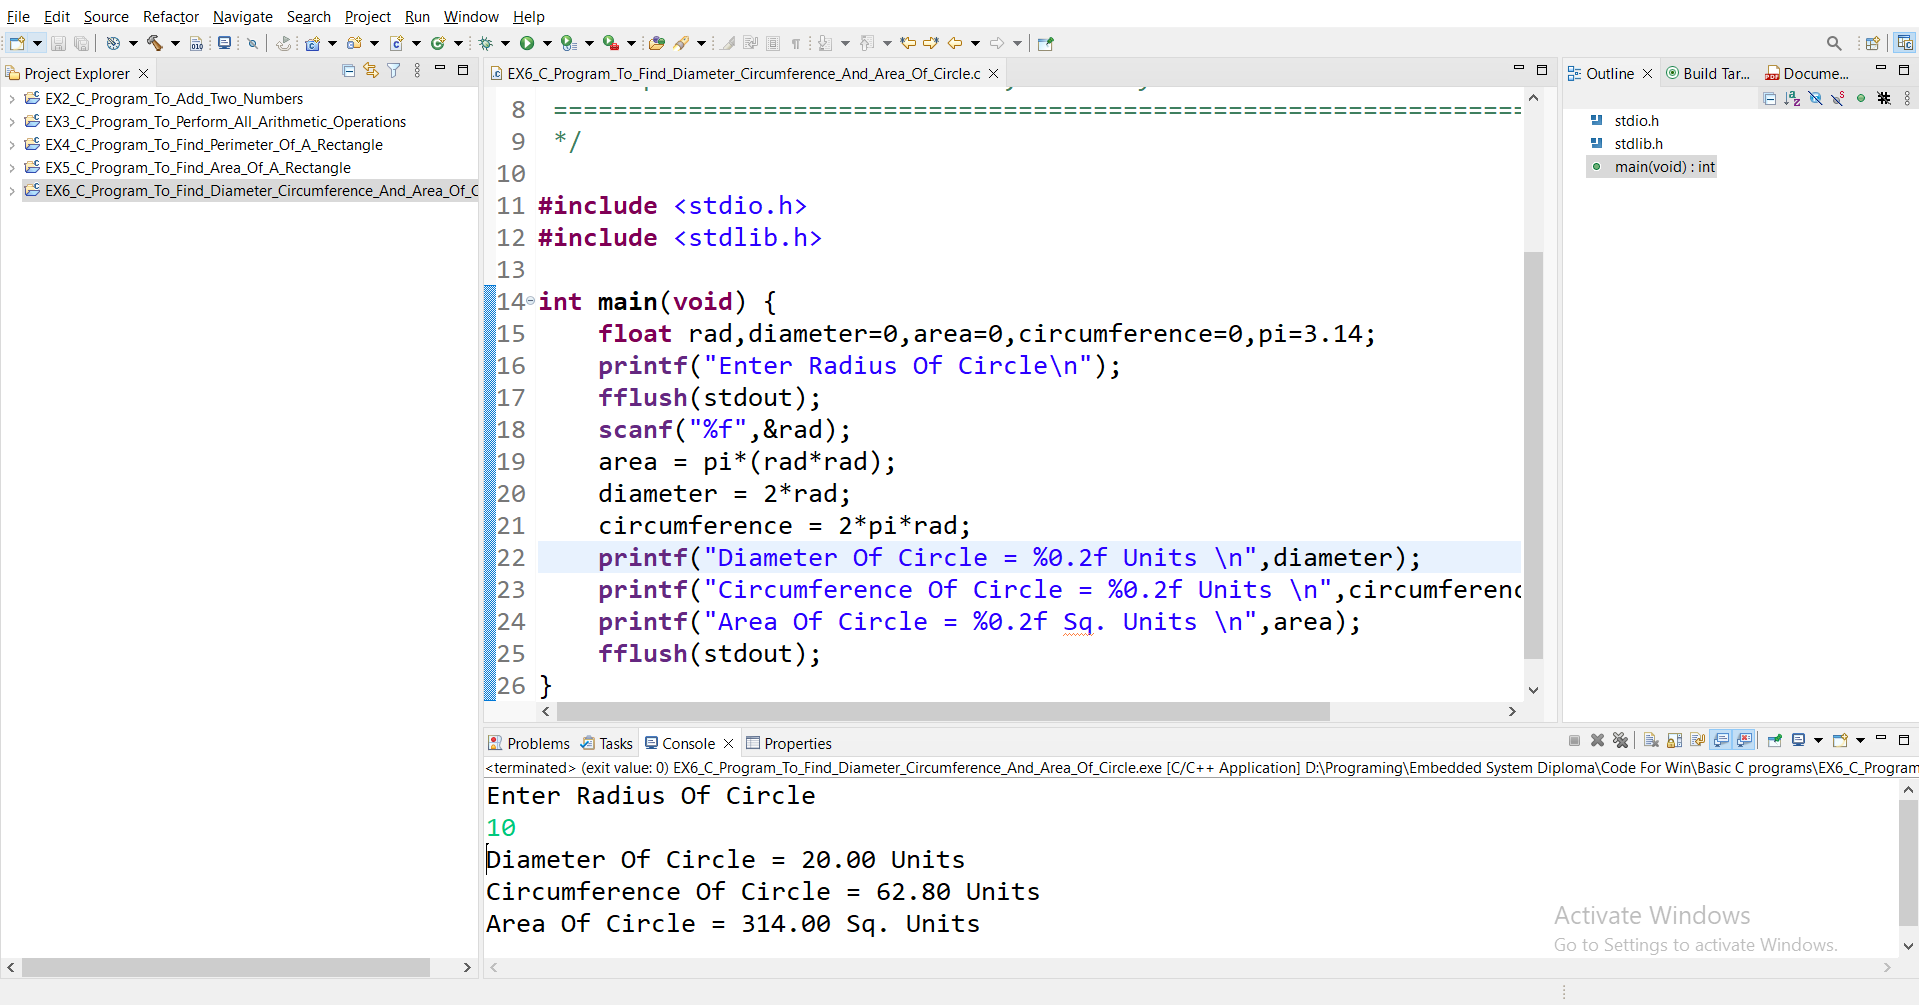 File Edit Source Refactor Navigate Search Project Run Window Help
Project Explorer
EX2_C_Program_To_Add_Two_Numbers
EX3_C_Program_To_Perform_All_Arithmetic_Operations
EX4_C_Program_To_Find_Perimeter_Of_A_Rectangle
EX5_C_Program_To_Find_Area_Of_A_Rectangle
EX6_C_Program_To_Find_Diameter_Circumference_And_Area_Of_C
EX6_C_Program_To_Find_Diameter_Circumference_And_Area_Of_Circle.c
8 =================================================================
9 */
10
11 #include <stdio.h>
12 #include <stdlib.h>
13
14 int main(void) {
15 float rad,diameter=0,area=0,circumference=0,pi=3.14;
16 printf("Enter Radius Of Circle\n");
17 fflush(stdout);
18 scanf("%f",&rad);
19 area = pi*(rad*rad);
20 diameter = 2*rad;
21 circumference = 2*pi*rad;
22 printf("Diameter Of Circle = %0.2f Units \n",diameter);
23 printf("Circumference Of Circle = %0.2f Units \n",circumferenc
24 printf("Area Of Circle = %0.2f Sq. Units \n",area);
25 fflush(stdout);
26 }
Outline Build Tar... Docume...
stdio.h
stdlib.h
main(void) : int
Problems Tasks Console Properties
<terminated> (exit value: 0) EX6_C_Program_To_Find_Diameter_Circumference_And_Area_Of_Circle.exe [C/C++ Application] D:\Programing\Embedded System Diploma\Code For Win\Basic C programs\EX6_C_Program
Enter Radius Of Circle
10
Diameter Of Circle = 20.00 Units
Circumference Of Circle = 62.80 Units
Area Of Circle = 314.00 Sq. Units
Activate Windows
Go to Settings to activate Windows.